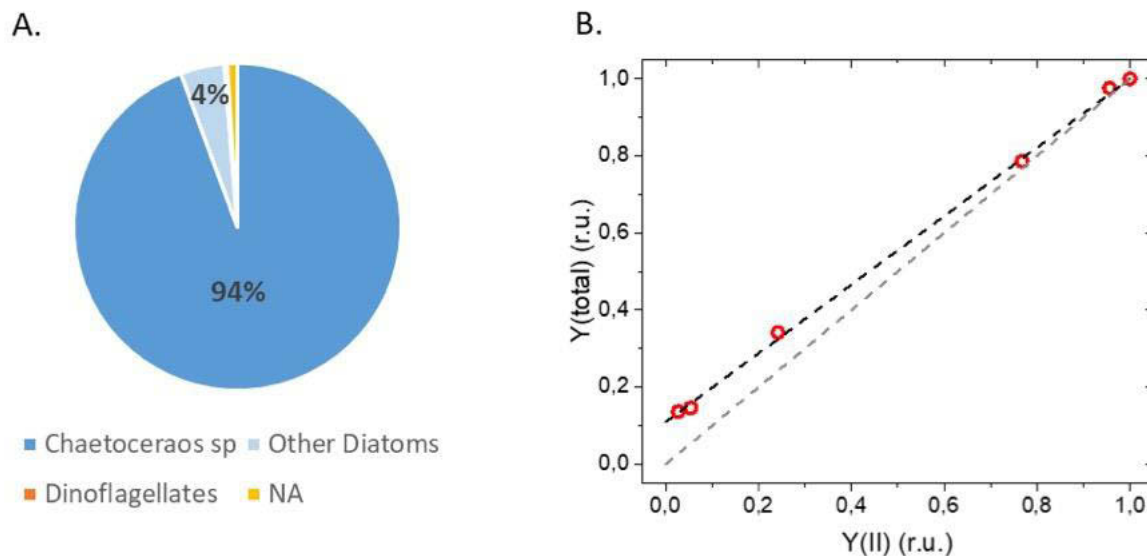 A.
4%
94%
Chaetoceraos sp Other Diatoms
Dinoflagellates NA
B.
Y(total) (r.u.)
1,0
0,8
0,6
0,4
0,2
0,0
0,0 0,2 0,4 0,6 0,8 1,0
Y(II) (r.u.)